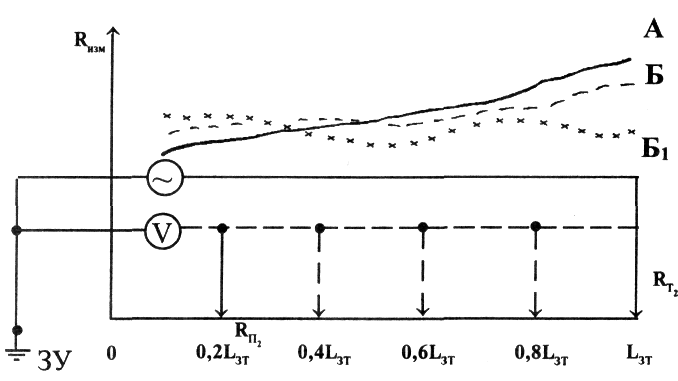 A
Rизм
Б
Б1
~
V
RТ2
RП2
ЗУ
0
0,2LЗТ
0,4LЗТ
0,6LЗТ
0,8LЗТ
LЗТ